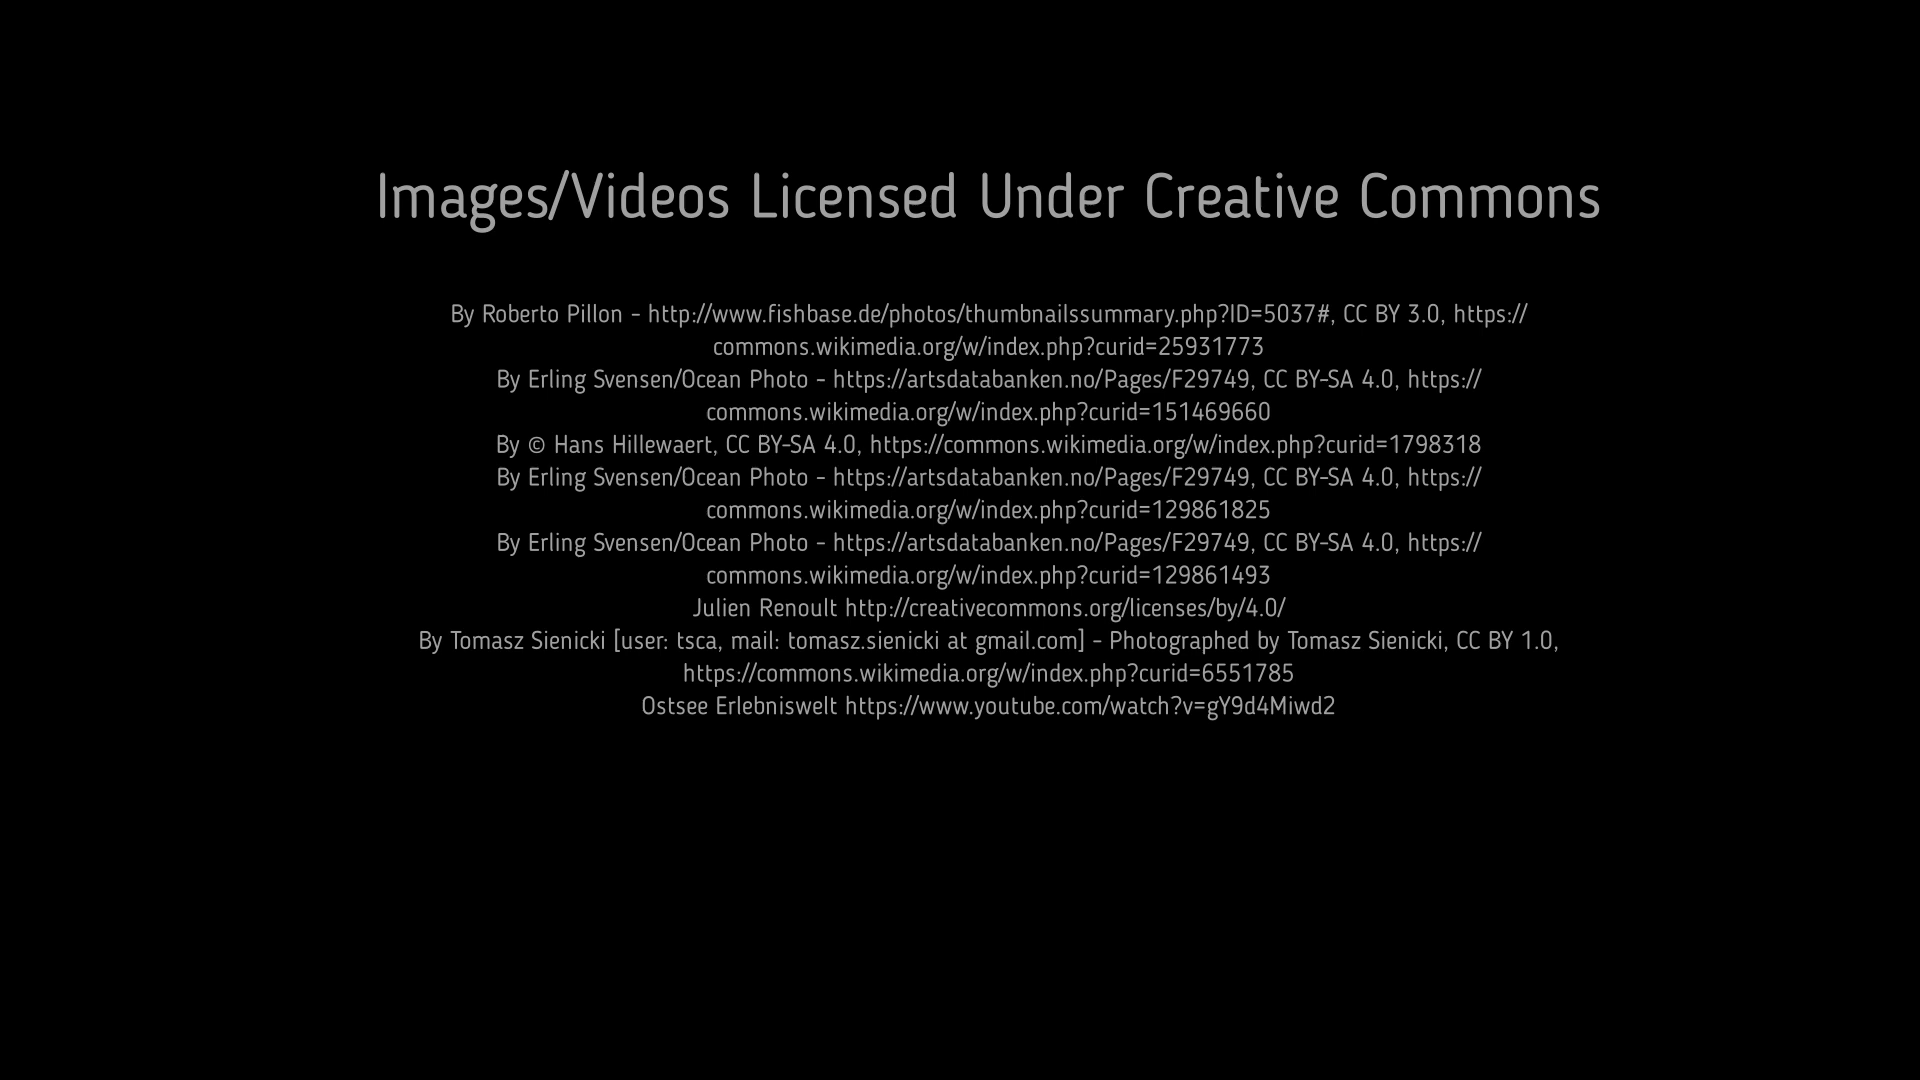 Images/Videos Licensed Under Creative Commons
By Roberto Pillon - http://www.fishbase.de/photos/thumbnailssummary.php?ID=5037#, CC BY 3.0, https://
commons.wikimedia.org/w/index.php?curid=25931773
By Erling Svensen/Ocean Photo - https://artsdatabanken.no/Pages/F29749, CC BY-SA 4.0, https://
commons.wikimedia.org/w/index.php?curid=151469660
By © Hans Hillewaert, CC BY-SA 4.0, https://commons.wikimedia.org/w/index.php?curid=1798318
By Erling Svensen/Ocean Photo - https://artsdatabanken.no/Pages/F29749, CC BY-SA 4.0, https://
commons.wikimedia.org/w/index.php?curid=129861825
By Erling Svensen/Ocean Photo - https://artsdatabanken.no/Pages/F29749, CC BY-SA 4.0, https://
commons.wikimedia.org/w/index.php?curid=129861493
Julien Renoult http://creativecommons.org/licenses/by/4.0/
By Tomasz Sienicki [user: tsca, mail: tomasz.sienicki at gmail.com] - Photographed by Tomasz Sienicki, CC BY 1.0,
https://commons.wikimedia.org/w/index.php?curid=6551785
Ostsee Erlebniswelt https://www.youtube.com/watch?v=gY9d4Miwd2